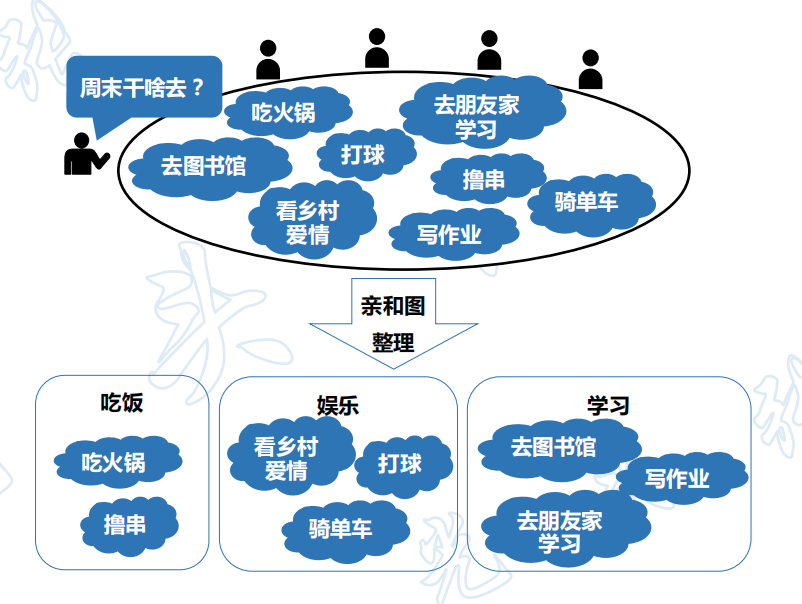 周末干啥去？
吃火锅
去朋友家
学习
打球
去图书馆
撸串
骑单车
看乡村
爱情
写作业
亲和图
整理
吃饭
娱乐
学习
吃火锅
撸串
看乡村
爱情
打球
骑单车
去图书馆
写作业
去朋友家
学习